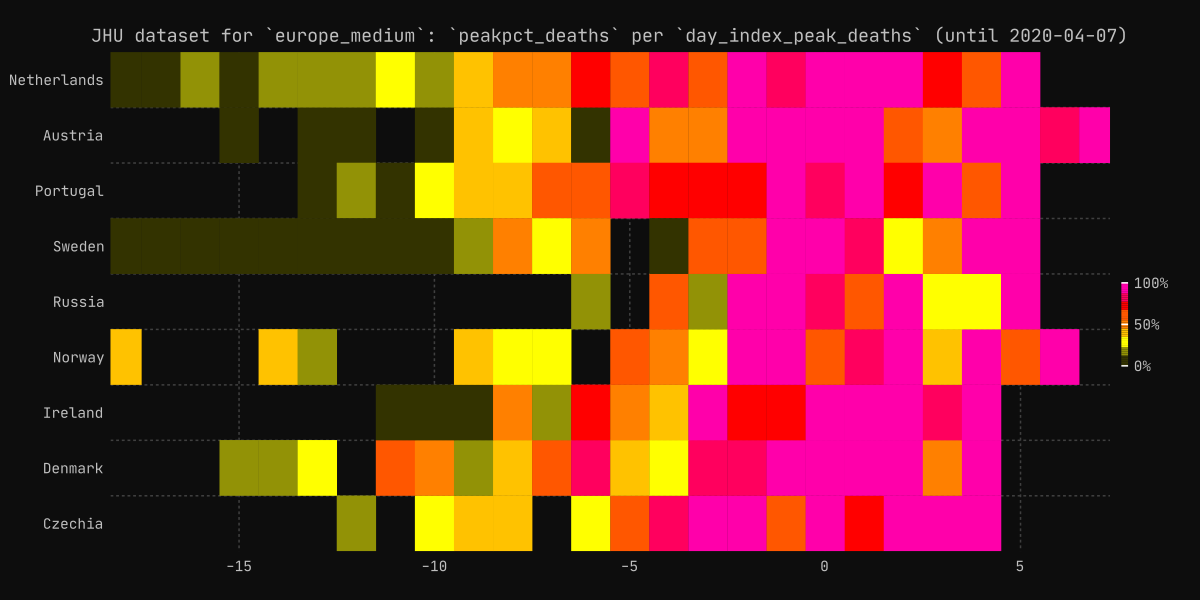 JHU dataset for `europe_medium`: `peakpct_deaths` per `day_index_peak_deaths` (until 2020-04-07)
Netherlands
Austria
Portugal
Sweden
Russia
Norway
Ireland
Denmark
Czechia
100%
50%
0%
-15
-10
-5
0
5